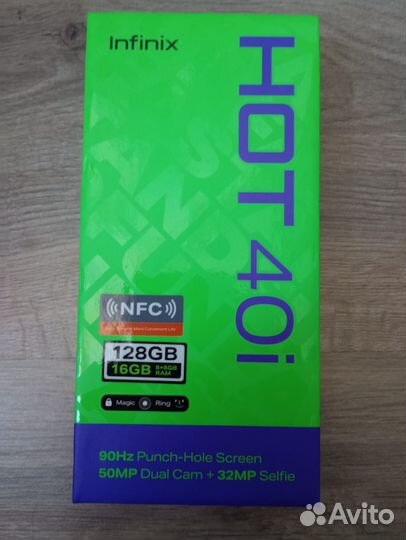 Infinix
HOT 40i
NFC
128GB
16GB 8+8GB RAM
Magic Ring
90Hz Punch-Hole Screen
50MP Dual Cam + 32MP Selfie
Avito